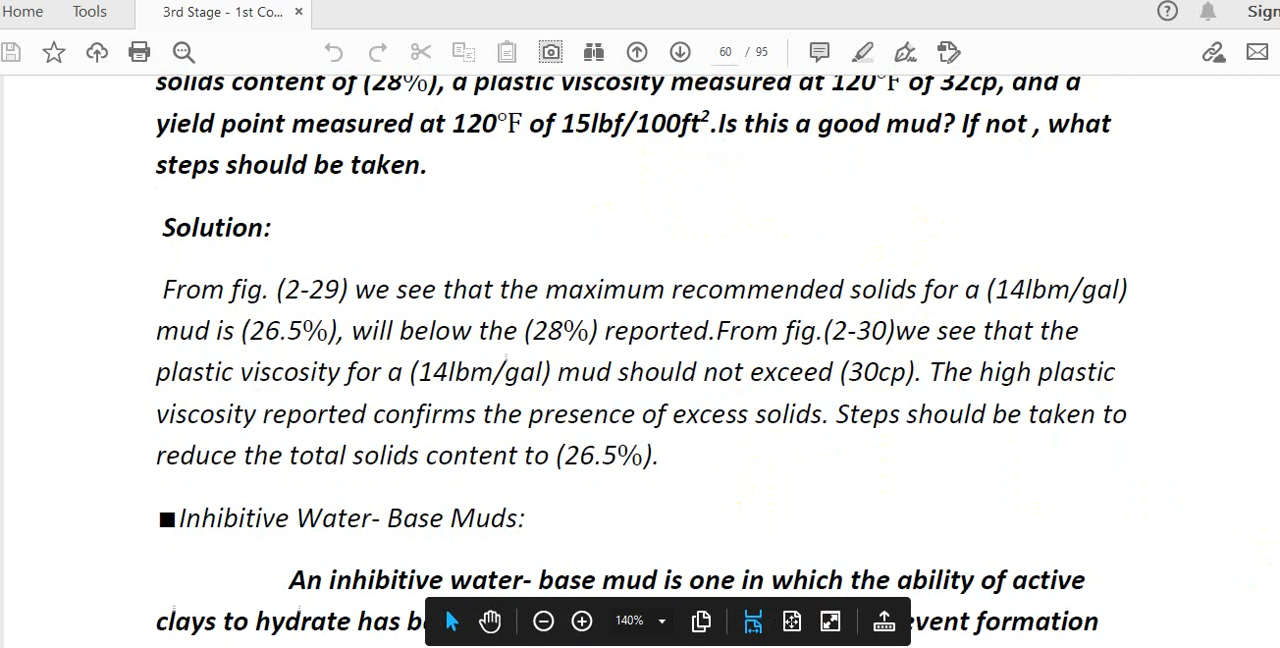 Home Tools 3rd Stage - 1st Co... × Sign
60 / 95
solids content of (28%), a plastic viscosity measured at 120°F of 32cp, and a
yield point measured at 120°F of 15lbf/100ft².Is this a good mud? If not , what
steps should be taken.
Solution:
From fig. (2-29) we see that the maximum recommended solids for a (14lbm/gal)
mud is (26.5%), will below the (28%) reported.From fig.(2-30)we see that the
plastic viscosity for a (14lbm/gal) mud should not exceed (30cp). The high plastic
viscosity reported confirms the presence of excess solids. Steps should be taken to
reduce the total solids content to (26.5%).
■Inhibitive Water- Base Muds:
An inhibitive water- base mud is one in which the ability of active
clays to hydrate has event formation
140%